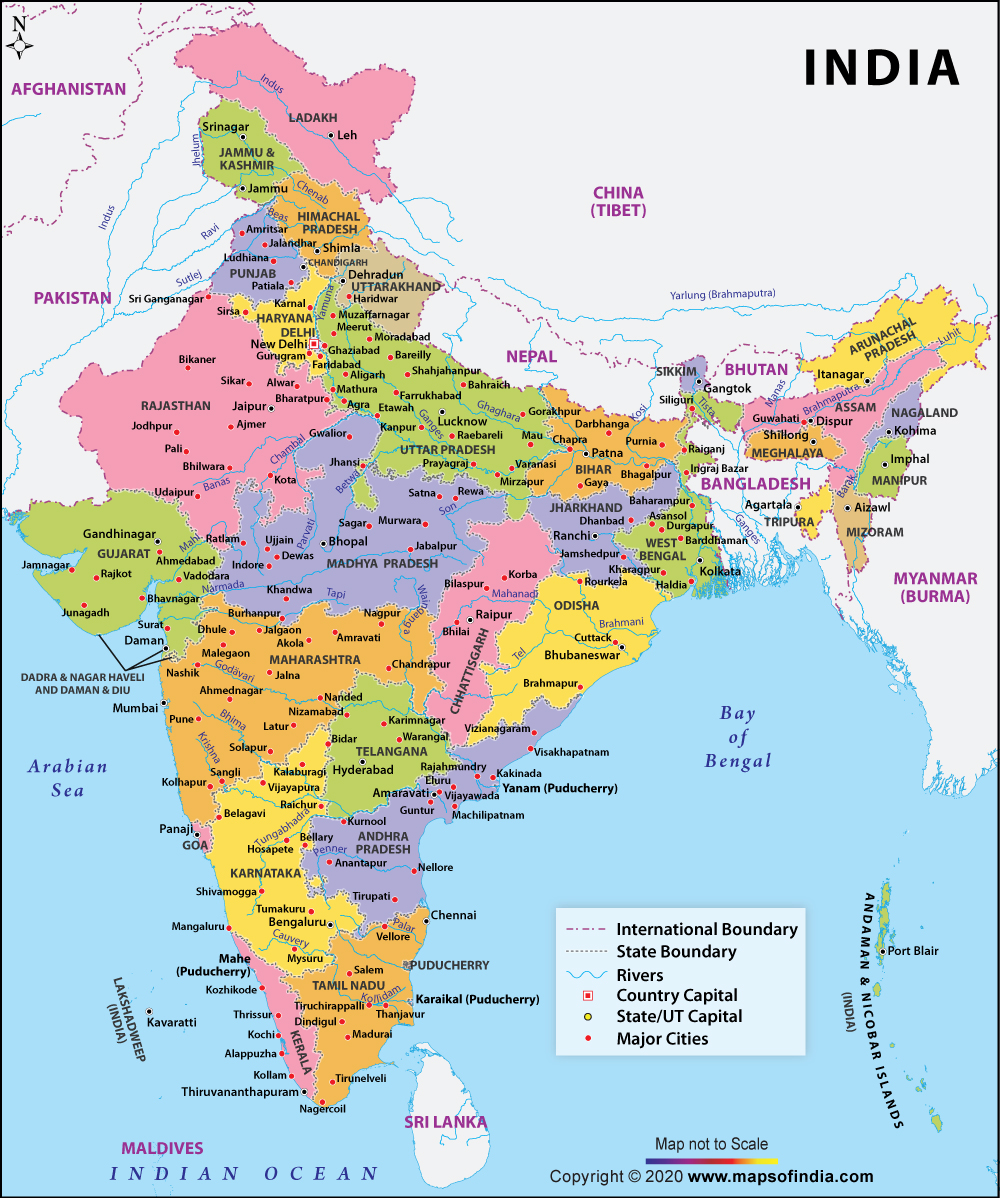 N
INDIA
AFGHANISTAN
Indus
LADAKH
Leh
Srinagar
Jhelum
JAMMU &
KASHMIR
Jammu
Chenab
CHINA
(TIBET)
Indus
Ravi
Beas
HIMACHAL
PRADESH
Amritsar
Jalandhar
Shimla
Ludhiana
CHANDIGARH
PUNJAB
Sutlej
Patiala
Dehradun
UTTARAKHAND
PAKISTAN
Sri Ganganagar
Haridwar
Yarlung (Brahmaputra)
Karnal
Yamuna
Sirsa
HARYANA
Muzaffarnagar
DELHI
Meerut
New Delhi
Moradabad
Gurugram
Ghaziabad
Bareilly
Faridabad
NEPAL
Bikaner
Aligarh
Shahjahanpur
SIKKIM
BHUTAN
ARUNACHAL
PRADESH
Luhit
Itanagar
Sikar
Alwar
Mathura
Bahraich
Gangtok
Manas
Bharatpur
Farrukhabad
Siliguri
Tista
Brahmaputra
RAJASTHAN
Jaipur
Agra
Etawah
Ganges
Ghaghara
Gorakhpur
Kosi
ASSAM
NAGALAND
Guwahati
Dispur
Jodhpur
Ajmer
Kanpur
Lucknow
Darbhanga
Kohima
Gwalior
Raebareli
Mau
Chapra
Purnia
Shillong
Pali
Chambal
UTTAR PRADESH
Patna
Raiganj
MEGHALAYA
Bhilwara
Jhansi
Prayagraj
Varanasi
BIHAR
Bhagalpur
Ingraj Bazar
Imphal
Banas
Kota
Betwa
Mirzapur
Gaya
BANGLADESH
Barak
MANIPUR
Udaipur
Satna
Rewa
Son
JHARKHAND
Baharampur
Agartala
Aizawl
Parvati
Sagar
Murwara
Dhanbad
Asansol
Durgapur
Ganges
TRIPURA
Gandhinagar
Mahi
Ratlam
Ujjain
Bhopal
Ranchi
WEST
BENGAL
Barddhaman
MIZORAM
GUJARAT
Ahmedabad
Dewas
Jabalpur
Jamshedpur
Indore
MADHYA PRADESH
Kharagpur
Kolkata
Jamnagar
Rajkot
Vadodara
Korba
Rourkela
Haldia
MYANMAR
(BURMA)
Narmada
Khandwa
Tapi
Wainganga
Bilaspur
Mahanadi
Bhavnagar
Junagadh
Burhanpur
Nagpur
Raipur
ODISHA
Surat
Dhule
Jalgaon
Amravati
Bhilai
Brahmani
Daman
Akola
Cuttack
Malegaon
MAHARASHTRA
Chandrapur
CHHATTISGARH
Tel
Bhubaneswar
DADRA & NAGAR HAVELI
AND DAMAN & DIU
Nashik
Godavari
Jalna
Ahmednagar
Brahmapur
Mumbai
Nanded
Nizamabad
Pune
Bhima
Latur
Karimnagar
Vizianagaram
Bay
of
Bengal
Krishna
Solapur
Bidar
Warangal
TELANGANA
Visakhapatnam
Arabian
Sea
Sangli
Kalaburagi
Hyderabad
Rajahmundry
Kakinada
Kolhapur
Vijayapura
Eluru
Yanam (Puducherry)
Amaravati
Vijayawada
Raichur
Guntur
Machilipatnam
Belagavi
Tungabhadra
Kurnool
Panaji
GOA
Hosapete
Bellary
ANDHRA
PRADESH
Penner
KARNATAKA
Anantapur
Nellore
Shivamogga
Tirupati
Tumakuru
Chennai
Mangaluru
Bengaluru
Palar
Vellore
Cauvery
Mahe
(Puducherry)
Mysuru
Salem
PUDUCHERRY
Kozhikode
TAMIL NADU
Kollidam
Karaikal (Puducherry)
Tiruchirappalli
Thanjavur
LAKSHADWEEP
(INDIA)
Kavaratti
Thrissur
Dindigul
Kochi
KERALA
Madurai
Alappuzha
Kollam
Tirunelveli
Thiruvananthapuram
Nagercoil
SRI LANKA
MALDIVES
INDIAN OCEAN
ANDAMAN & NICOBAR ISLANDS
(INDIA)
Port Blair
International Boundary
State Boundary
Rivers
Country Capital
State/UT Capital
Major Cities
Map not to Scale
Copyright © 2020 www.mapsofindia.com